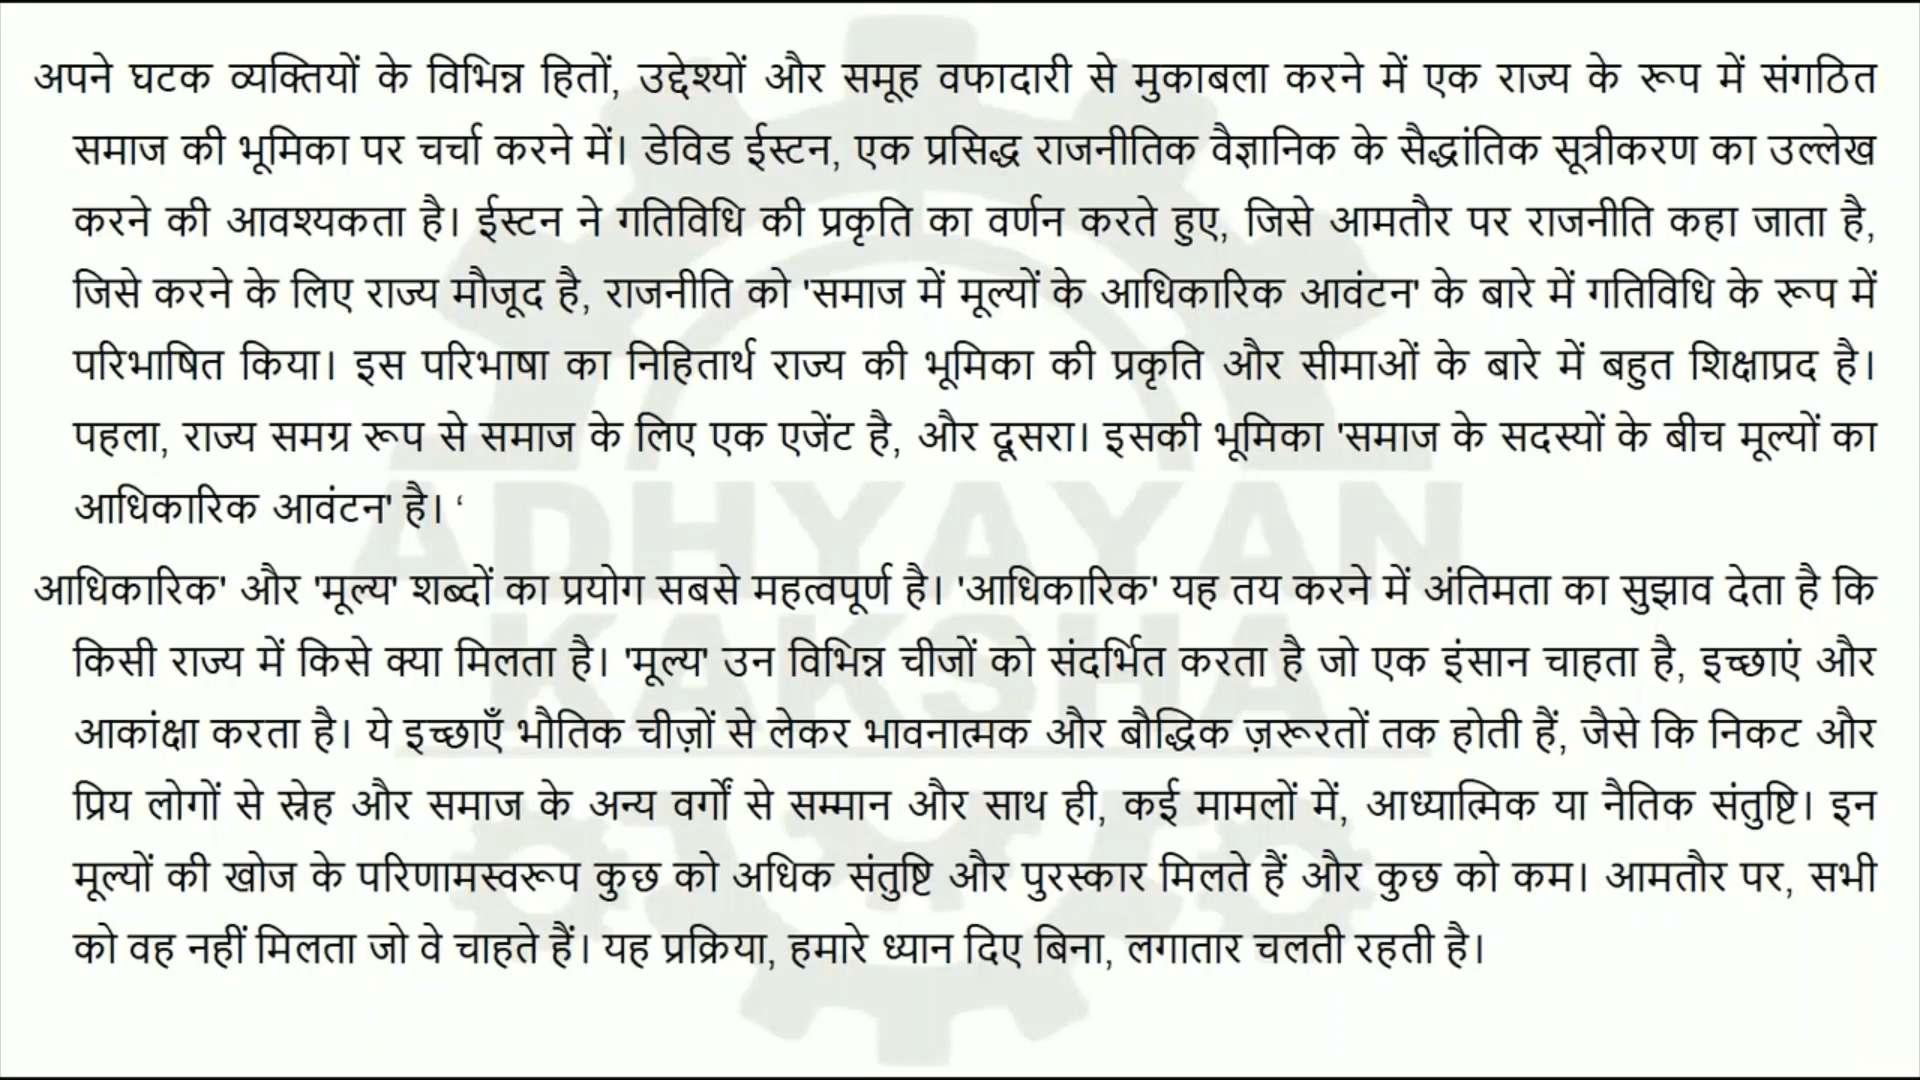 अपने घटक व्यक्तियों के विभिन्न हितों, उद्देश्यों और समूह वफादारी से मुकाबला करने में एक राज्य के रूप में संगठित
समाज की भूमिका पर चर्चा करने में। डेविड ईस्टन, एक प्रसिद्ध राजनीतिक वैज्ञानिक के सैद्धांतिक सूत्रीकरण का उल्लेख
करने की आवश्यकता है। ईस्टन ने गतिविधि की प्रकृति का वर्णन करते हुए, जिसे आमतौर पर राजनीति कहा जाता है,
जिसे करने के लिए राज्य मौजूद है, राजनीति को 'समाज में मूल्यों के आधिकारिक आवंटन' के बारे में गतिविधि के रूप में
परिभाषित किया। इस परिभाषा का निहितार्थ राज्य की भूमिका की प्रकृति और सीमाओं के बारे में बहुत शिक्षाप्रद है।
पहला, राज्य समग्र रूप से समाज के लिए एक एजेंट है, और दूसरा। इसकी भूमिका 'समाज के सदस्यों के बीच मूल्यों का
आधिकारिक आवंटन' है। ‘
आधिकारिक' और 'मूल्य' शब्दों का प्रयोग सबसे महत्वपूर्ण है। 'आधिकारिक' यह तय करने में अंतिमता का सुझाव देता है कि
किसी राज्य में किसे क्या मिलता है। 'मूल्य' उन विभिन्न चीजों को संदर्भित करता है जो एक इंसान चाहता है, इच्छाएं और
आकांक्षा करता है। ये इच्छाएँ भौतिक चीज़ों से लेकर भावनात्मक और बौद्धिक ज़रूरतों तक होती हैं, जैसे कि निकट और
प्रिय लोगों से स्नेह और समाज के अन्य वर्गों से सम्मान और साथ ही, कई मामलों में, आध्यात्मिक या नैतिक संतुष्टि। इन
मूल्यों की खोज के परिणामस्वरूप कुछ को अधिक संतुष्टि और पुरस्कार मिलते हैं और कुछ को कम। आमतौर पर, सभी
को वह नहीं मिलता जो वे चाहते हैं। यह प्रक्रिया, हमारे ध्यान दिए बिना, लगातार चलती रहती है।
ADHYAYAN
KAKSHA